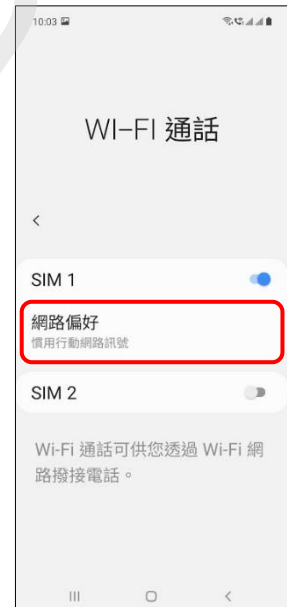 10:03
WI-FI 通話
SIM 1
網路偏好
慣用行動網路訊號
SIM 2
Wi-Fi 通話可供您透過 Wi-Fi 網
路撥接電話。